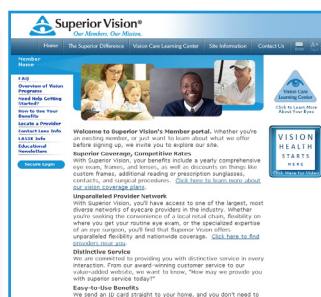 Superior Vision®
Our Members. Our Mission.
Home The Superior Difference Vision Care Learning Center Site Information Contact Us
Member
Home
FAQ
Overview of Vision
Programs
Need Help Getting
Started?
How to Use Your
Benefits
Locate a Provider
Contact Lens Info
LASIK Info
Educational
Newsletters
Secure Login
Vision Care
Learning Center
Click to Learn More
About Your Eyes
VISION
HEALTH
STARTS
HERE
Click Here For Video
Welcome to Superior Vision's Member portal. Whether you're
an existing member, or just want to learn about what we offer
before signing up, we invite you to explore our site.
Superior Coverage, Competitive Rates
With Superior Vision, your benefits include a yearly comprehensive
eye exam, frames, and lenses, as well as discounts on things like
custom frames, additional reading or prescription sunglasses,
contacts, and surgical procedures. Click here to learn more about
our vision coverage plans.
Unparalleled Provider Network
With Superior Vision, you'll have access to one of the largest, most
diverse networks of eyecare providers in the industry. Whether
you're seeking the convenience of a local retail chain, flexibility on
where you get your routine eye exam, or the specialized expertise
of an eye surgeon, you'll find that Superior Vision offers
unparalleled flexibility and nationwide coverage. Click here to find
providers near you.
Distinctive Service
We are committed to providing you with distinctive service in every
interaction. From our award-winning customer service to our
value-added website, we want to know, "How may we provide you
with superior service today?"
Easy-to-Use Benefits
We send an ID card straight to your home, and you don't need to